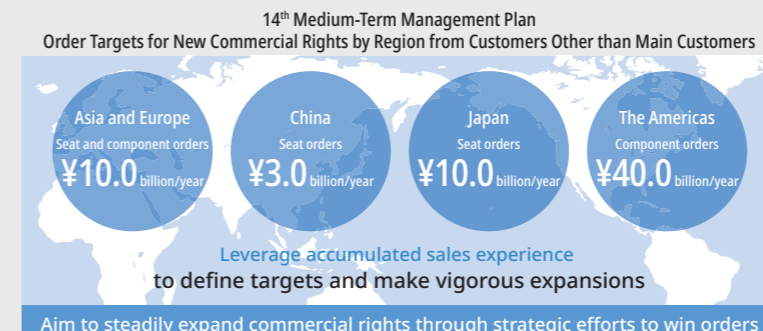 14th Medium-Term Management Plan
Order Targets for New Commercial Rights by Region from Customers Other than Main Customers
Asia and Europe
Seat and component orders
¥10.0 billion/year
China
Seat orders
¥3.0 billion/year
Japan
Seat orders
¥10.0 billion/year
The Americas
Component orders
¥40.0 billion/year
Leverage accumulated sales experience
to define targets and make vigorous expansions
Aim to steadily expand commercial rights through strategic efforts to win orders